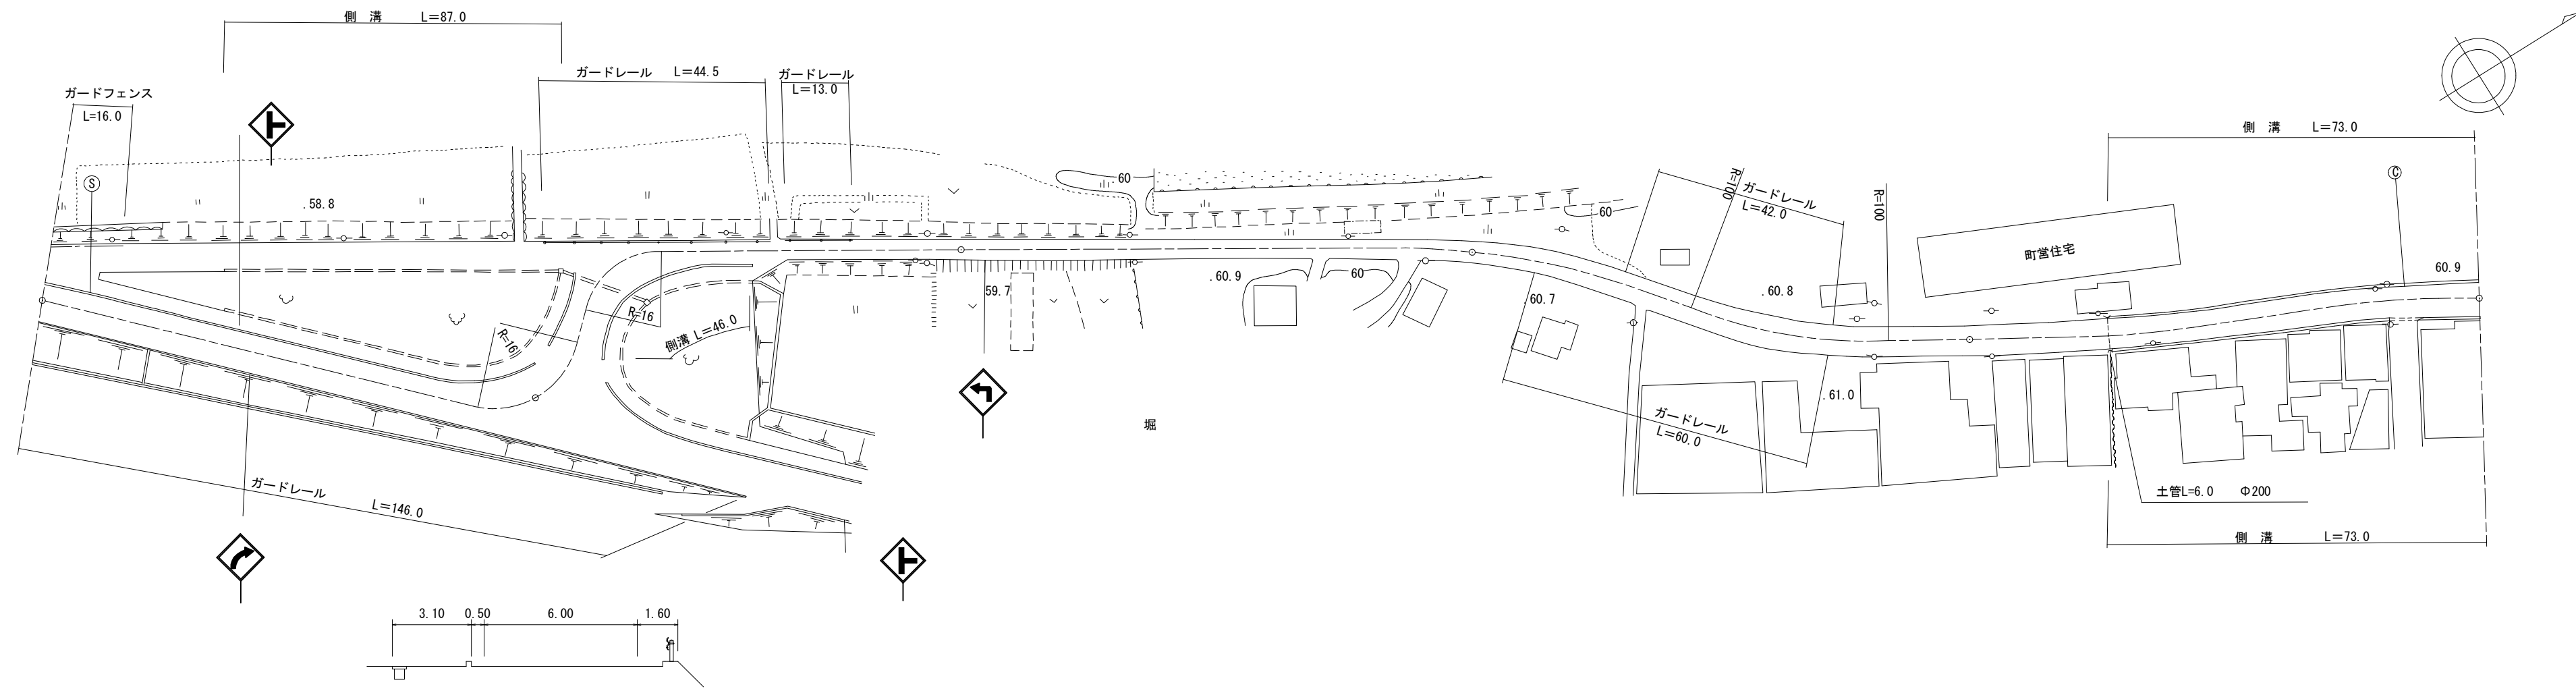 側　溝　L=87.0
ガードレール　L=44.5
ガードレール
L=13.0
ガードフェンス
L=16.0
側　溝　L=73.0
S
C
.58.8
.60
60
R=100
ガードレール
L=42.0
R=100
町営住宅
60.9
.60.9
60
59.7
.60.7
.60.8
R=16
R=16
側溝 L=46.0
.61.0
ガードレール
L=60.0
堀
ガードレール　L=146.0
土管L=6.0　Φ200
側　溝　L=73.0
3.10　0.50　6.00　1.60